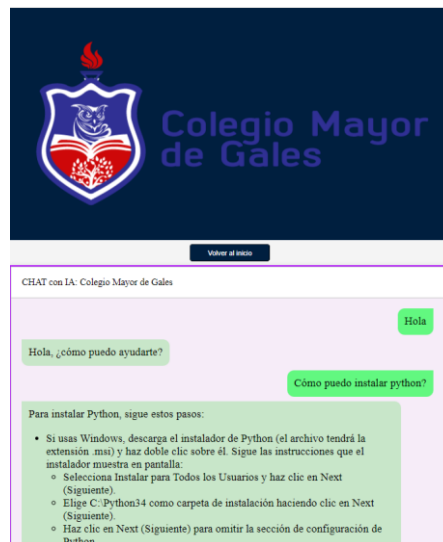 Colegio Mayor
de Gales
Volver al inicio
CHAT con IA: Colegio Mayor de Gales
Hola
Hola, ¿cómo puedo ayudarte?
Cómo puedo instalar python?
Para instalar Python, sigue estos pasos:
Si usas Windows, descarga el instalador de Python (el archivo tendrá la
extensión .msi) y haz doble clic sobre él. Sigue las instrucciones que el
instalador muestra en pantalla:
Selecciona Instalar para Todos los Usuarios y haz clic en Next
(Siguiente).
Elige C:\Python34 como carpeta de instalación haciendo clic en Next
(Siguiente).
Haz clic en Next (Siguiente) para omitir la sección de configuración de
Python